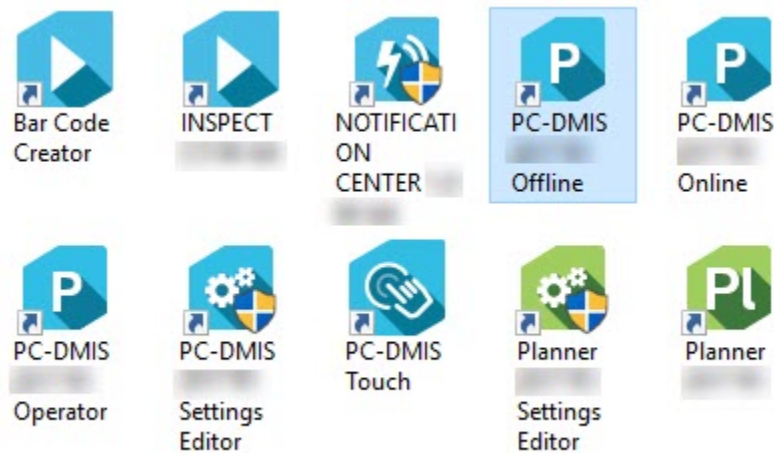 Bar Code
Creator
INSPECT
NOTIFICATI
ON
CENTER
P
PC-DMIS
Offline
P
PC-DMIS
Online
P
PC-DMIS
Operator
PC-DMIS
Settings
Editor
PC-DMIS
Touch
Planner
Settings
Editor
Pl
Planner